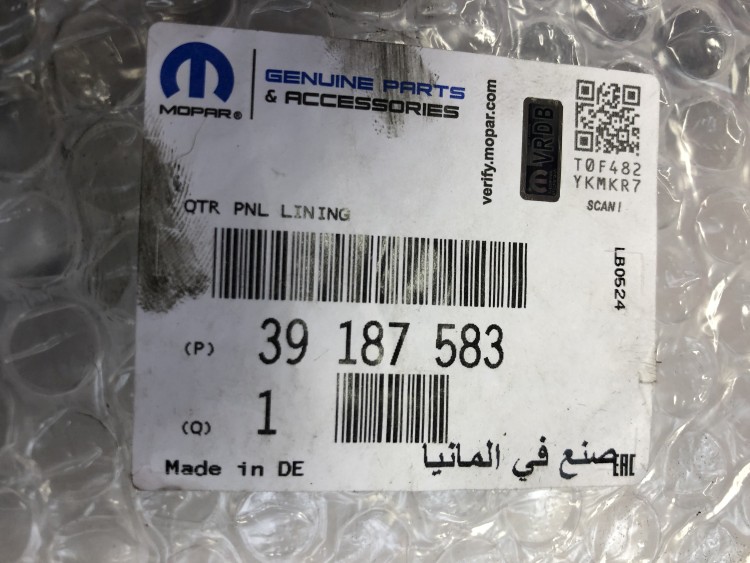 MOPAR®
GENUINE PARTS
& ACCESSORIES
verify.mopar.com
VRDB
T0F482
YKMKR7
SCAN!
QTR PNL LINING
LB0524
(P) 39 187 583
(Q) 1
Made in DE
صنع في المانيا
EAC